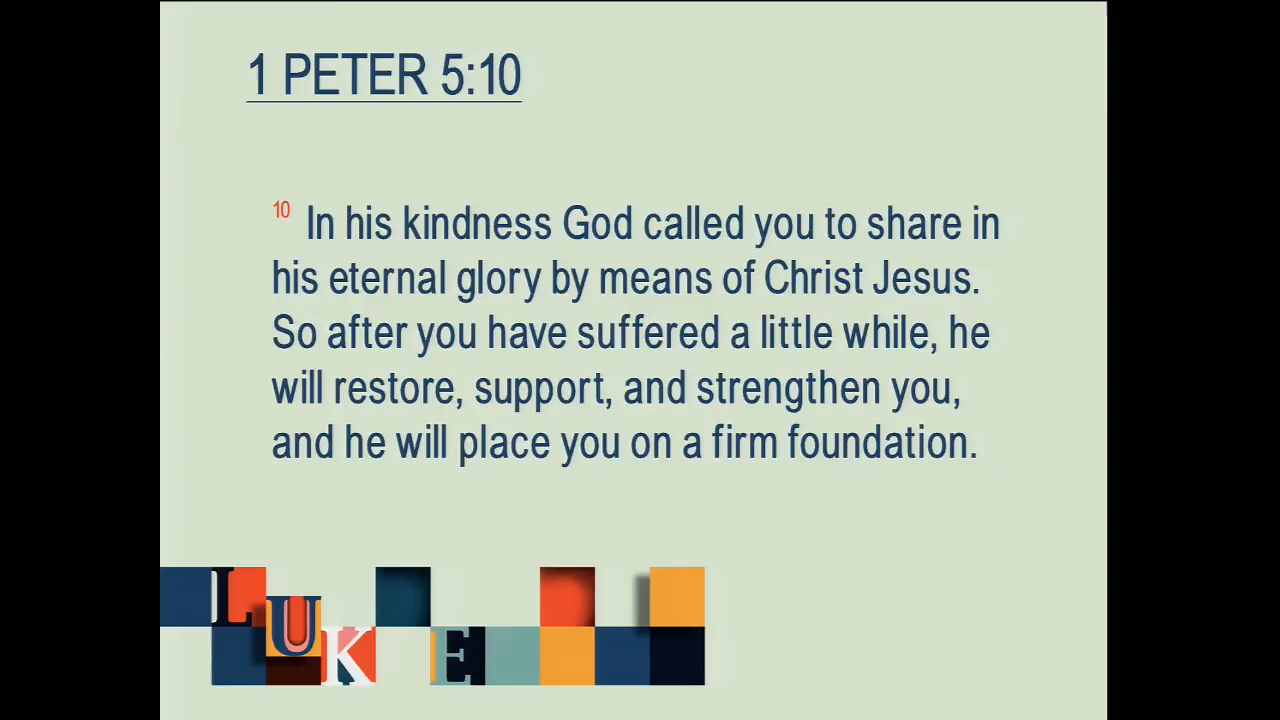 1 PETER 5:10
10 In his kindness God called you to share in
his eternal glory by means of Christ Jesus.
So after you have suffered a little while, he
will restore, support, and strengthen you,
and he will place you on a firm foundation.
LUKE